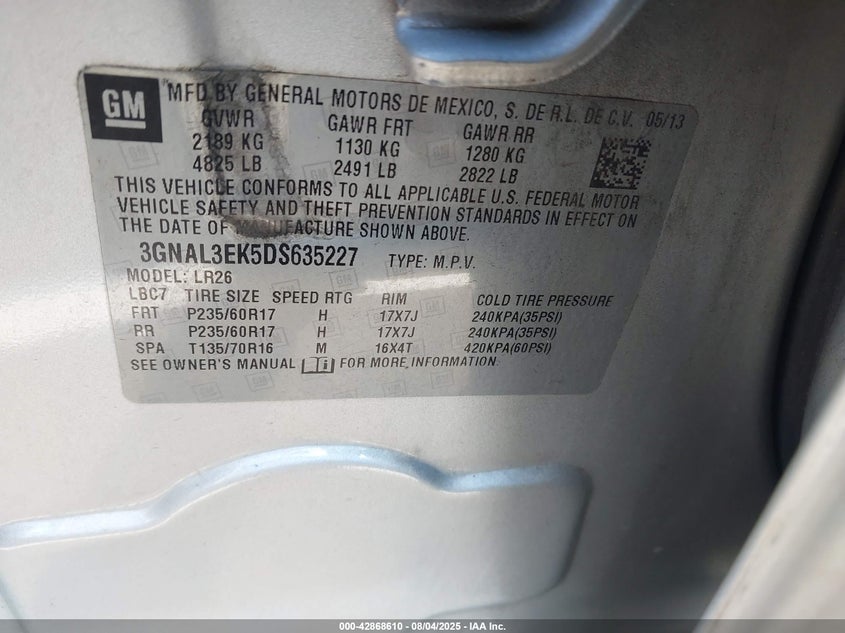 GM
MFD BY GENERAL MOTORS DE MEXICO, S. DE R.L. DE C.V. 05/13
GVWR GAWR FRT GAWR RR
2189 KG 1130 KG 1280 KG
4825 LB 2491 LB 2822 LB
THIS VEHICLE CONFORMS TO ALL APPLICABLE U.S. FEDERAL MOTOR
VEHICLE SAFETY AND THEFT PREVENTION STANDARDS IN EFFECT ON
THE DATE OF MANUFACTURE SHOWN ABOVE.
3GNAL3EK5DS635227 TYPE: M.P.V.
MODEL: LR26
LBC7 TIRE SIZE SPEED RTG RIM COLD TIRE PRESSURE
FRT P235/60R17 H 17X7J 240KPA(35PSI)
RR P235/60R17 H 17X7J 240KPA(35PSI)
SPA T135/70R16 M 16X4T 420KPA(60PSI)
SEE OWNER'S MANUAL FOR MORE INFORMATION.
000-42868610 - 08/04/2025 - IAA Inc.